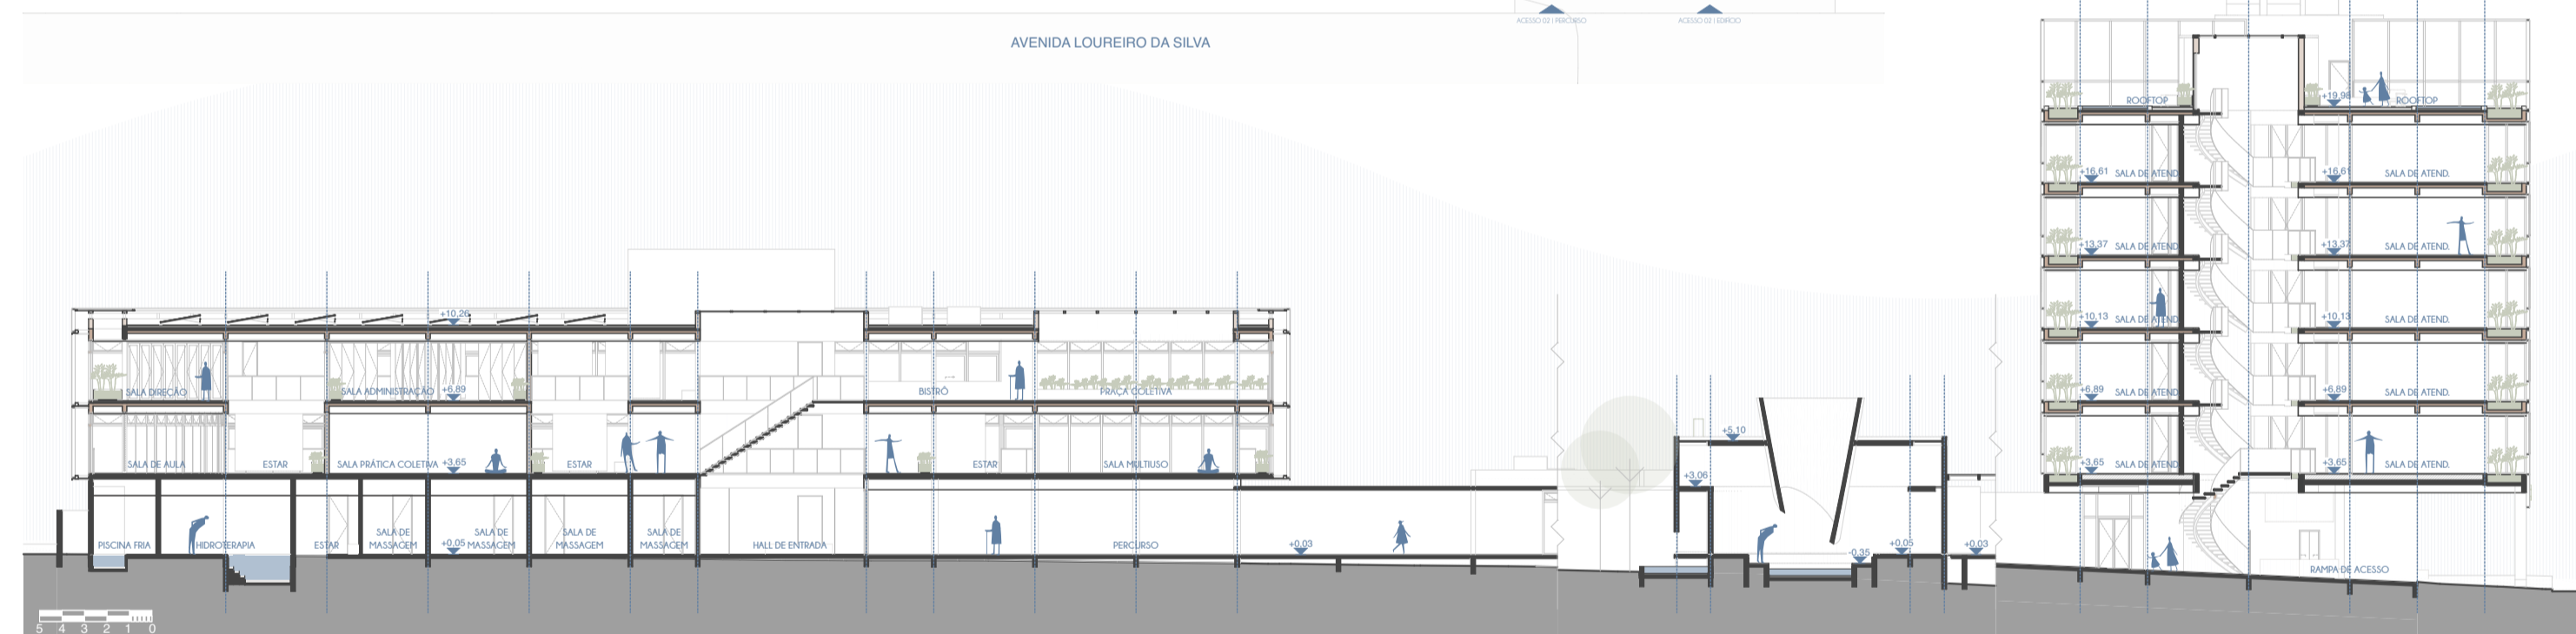 ACESSO 02 | PERCURSO
ACESSO 02 | EDIFÍCIO
AVENIDA LOUREIRO DA SILVA
+10,26
SALA DIREÇÃO
SALA ADMINISTRAÇÃO
+6,89
BISTRÔ
PRAÇA COLETIVA
SALA DE AULA
ESTAR
SALA PRÁTICA COLETIVA
+3,65
ESTAR
ESTAR
SALA MULTIUSO
PISCINA FRIA
HIDROTERAPIA
ESTAR
SALA DE
MASSAGEM
+0,05
SALA DE
MASSAGEM
SALA DE
MASSAGEM
SALA DE
MASSAGEM
HALL DE ENTRADA
PERCURSO
+0,03
5 4 3 2 1 0
+5,10
+3,06
-0,35
+0,05
+0,03
ROOFTOP
+19,98
ROOFTOP
+16,61
SALA DE ATEND.
+16,61
SALA DE ATEND.
+13,37
SALA DE ATEND.
+13,37
SALA DE ATEND.
+10,13
SALA DE ATEND.
+10,13
SALA DE ATEND.
+6,89
SALA DE ATEND.
+6,89
SALA DE ATEND.
+3,65
SALA DE ATEND.
+3,65
SALA DE ATEND.
RAMPA DE ACESSO